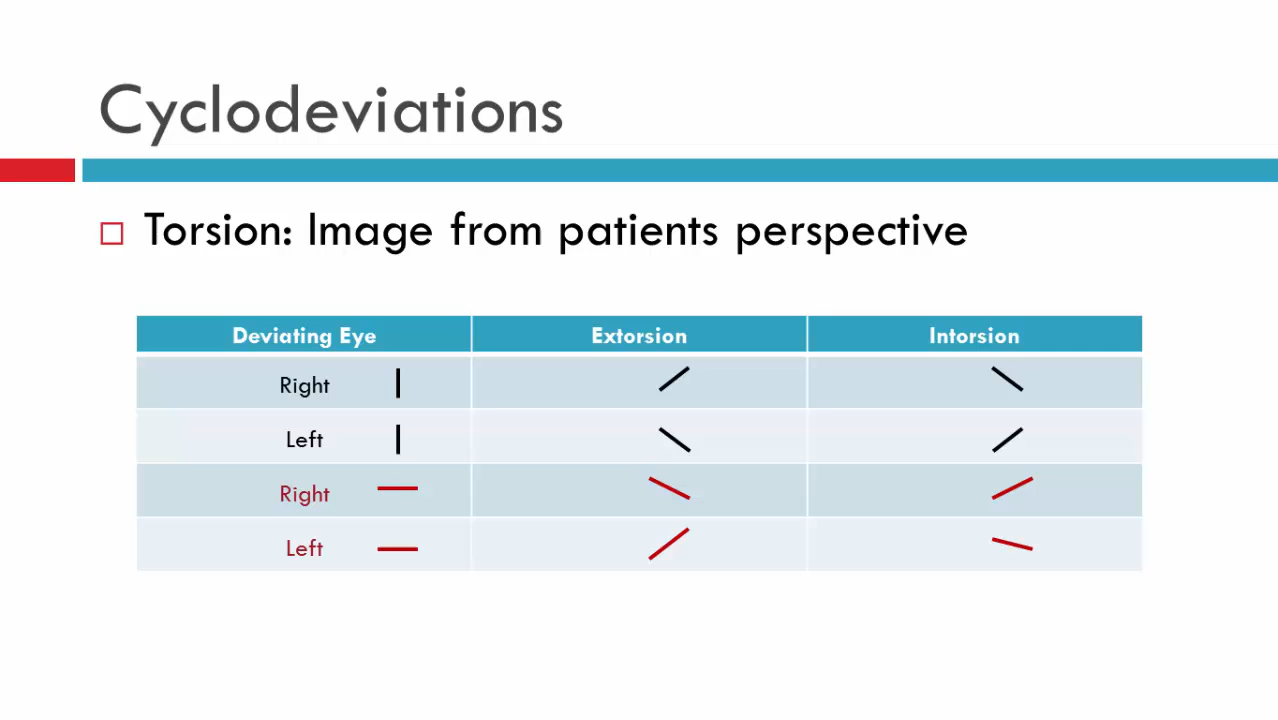 Cyclodeviations
Torsion: Image from patients perspective
Deviating Eye Extorsion Intorsion
Right
Left
Right
Left